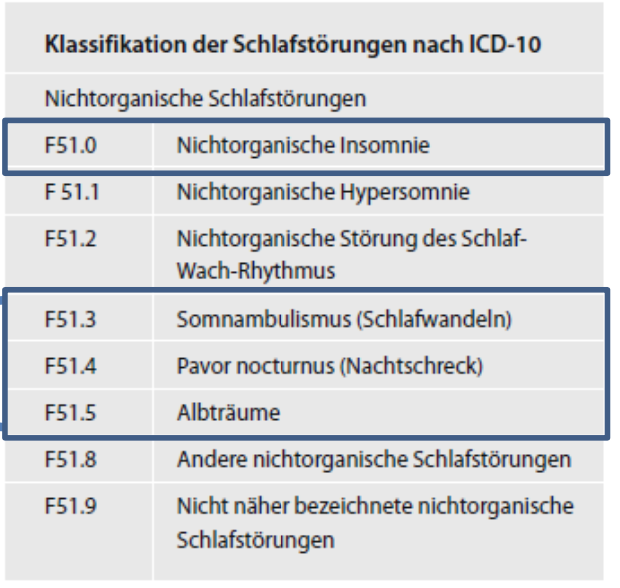 Klassifikation der Schlafstörungen nach ICD-10
Nichtorganische Schlafstörungen
F51.0 Nichtorganische Insomnie
F 51.1 Nichtorganische Hypersomnie
F51.2 Nichtorganische Störung des Schlaf-
Wach-Rhythmus
F51.3 Somnambulismus (Schlafwandeln)
F51.4 Pavor nocturnus (Nachtschreck)
F51.5 Albträume
F51.8 Andere nichtorganische Schlafstörungen
F51.9 Nicht näher bezeichnete nichtorganische
Schlafstörungen